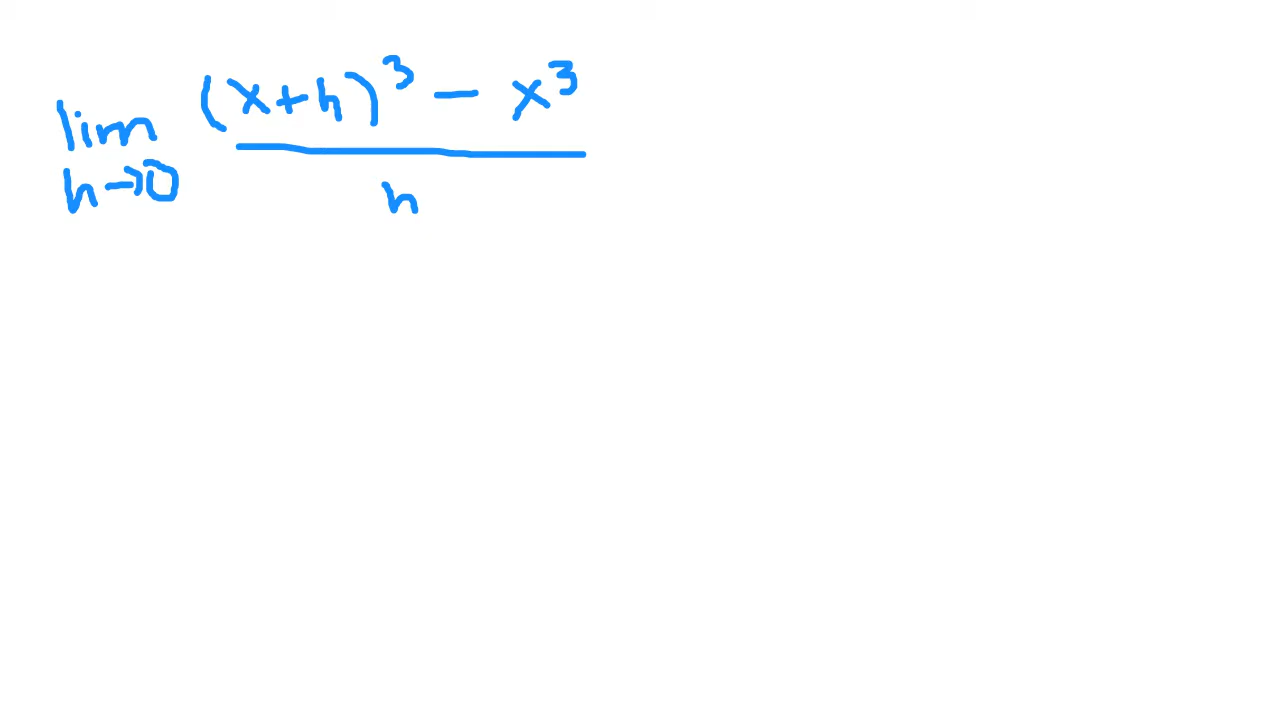 lim (x+h)³ - x³
h→0 h